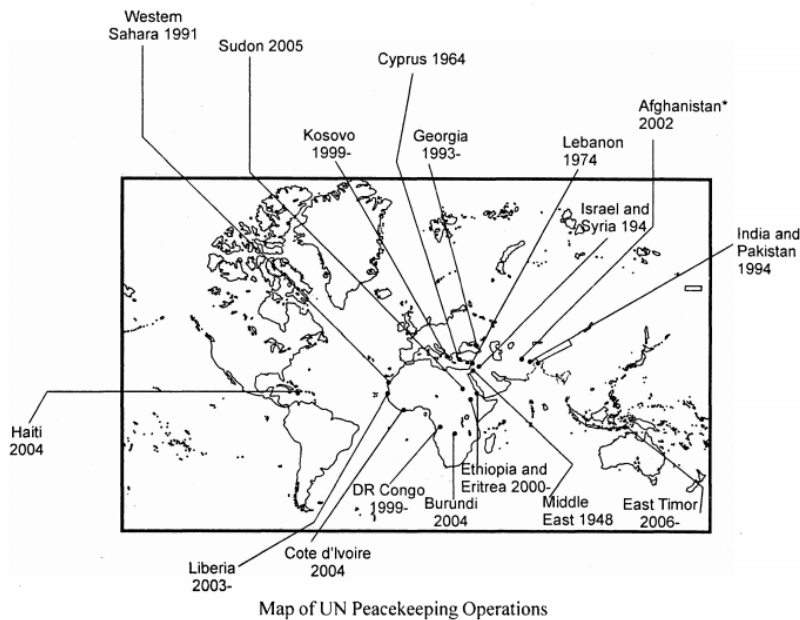 Westem
Sahara 1991
Sudon 2005
Cyprus 1964
Kosovo
1999-
Georgia
1993-
Lebanon
1974
Afghanistan*
2002
Israel and
Syria 194
India and
Pakistan
1994
Haiti
2004
Liberia
2003-
Cote d'Ivoire
2004
DR Congo
1999-
Burundi
2004
Ethiopia and
Eritrea 2000-
Middle
East 1948
East Timor
2006-
Map of UN Peacekeeping Operations